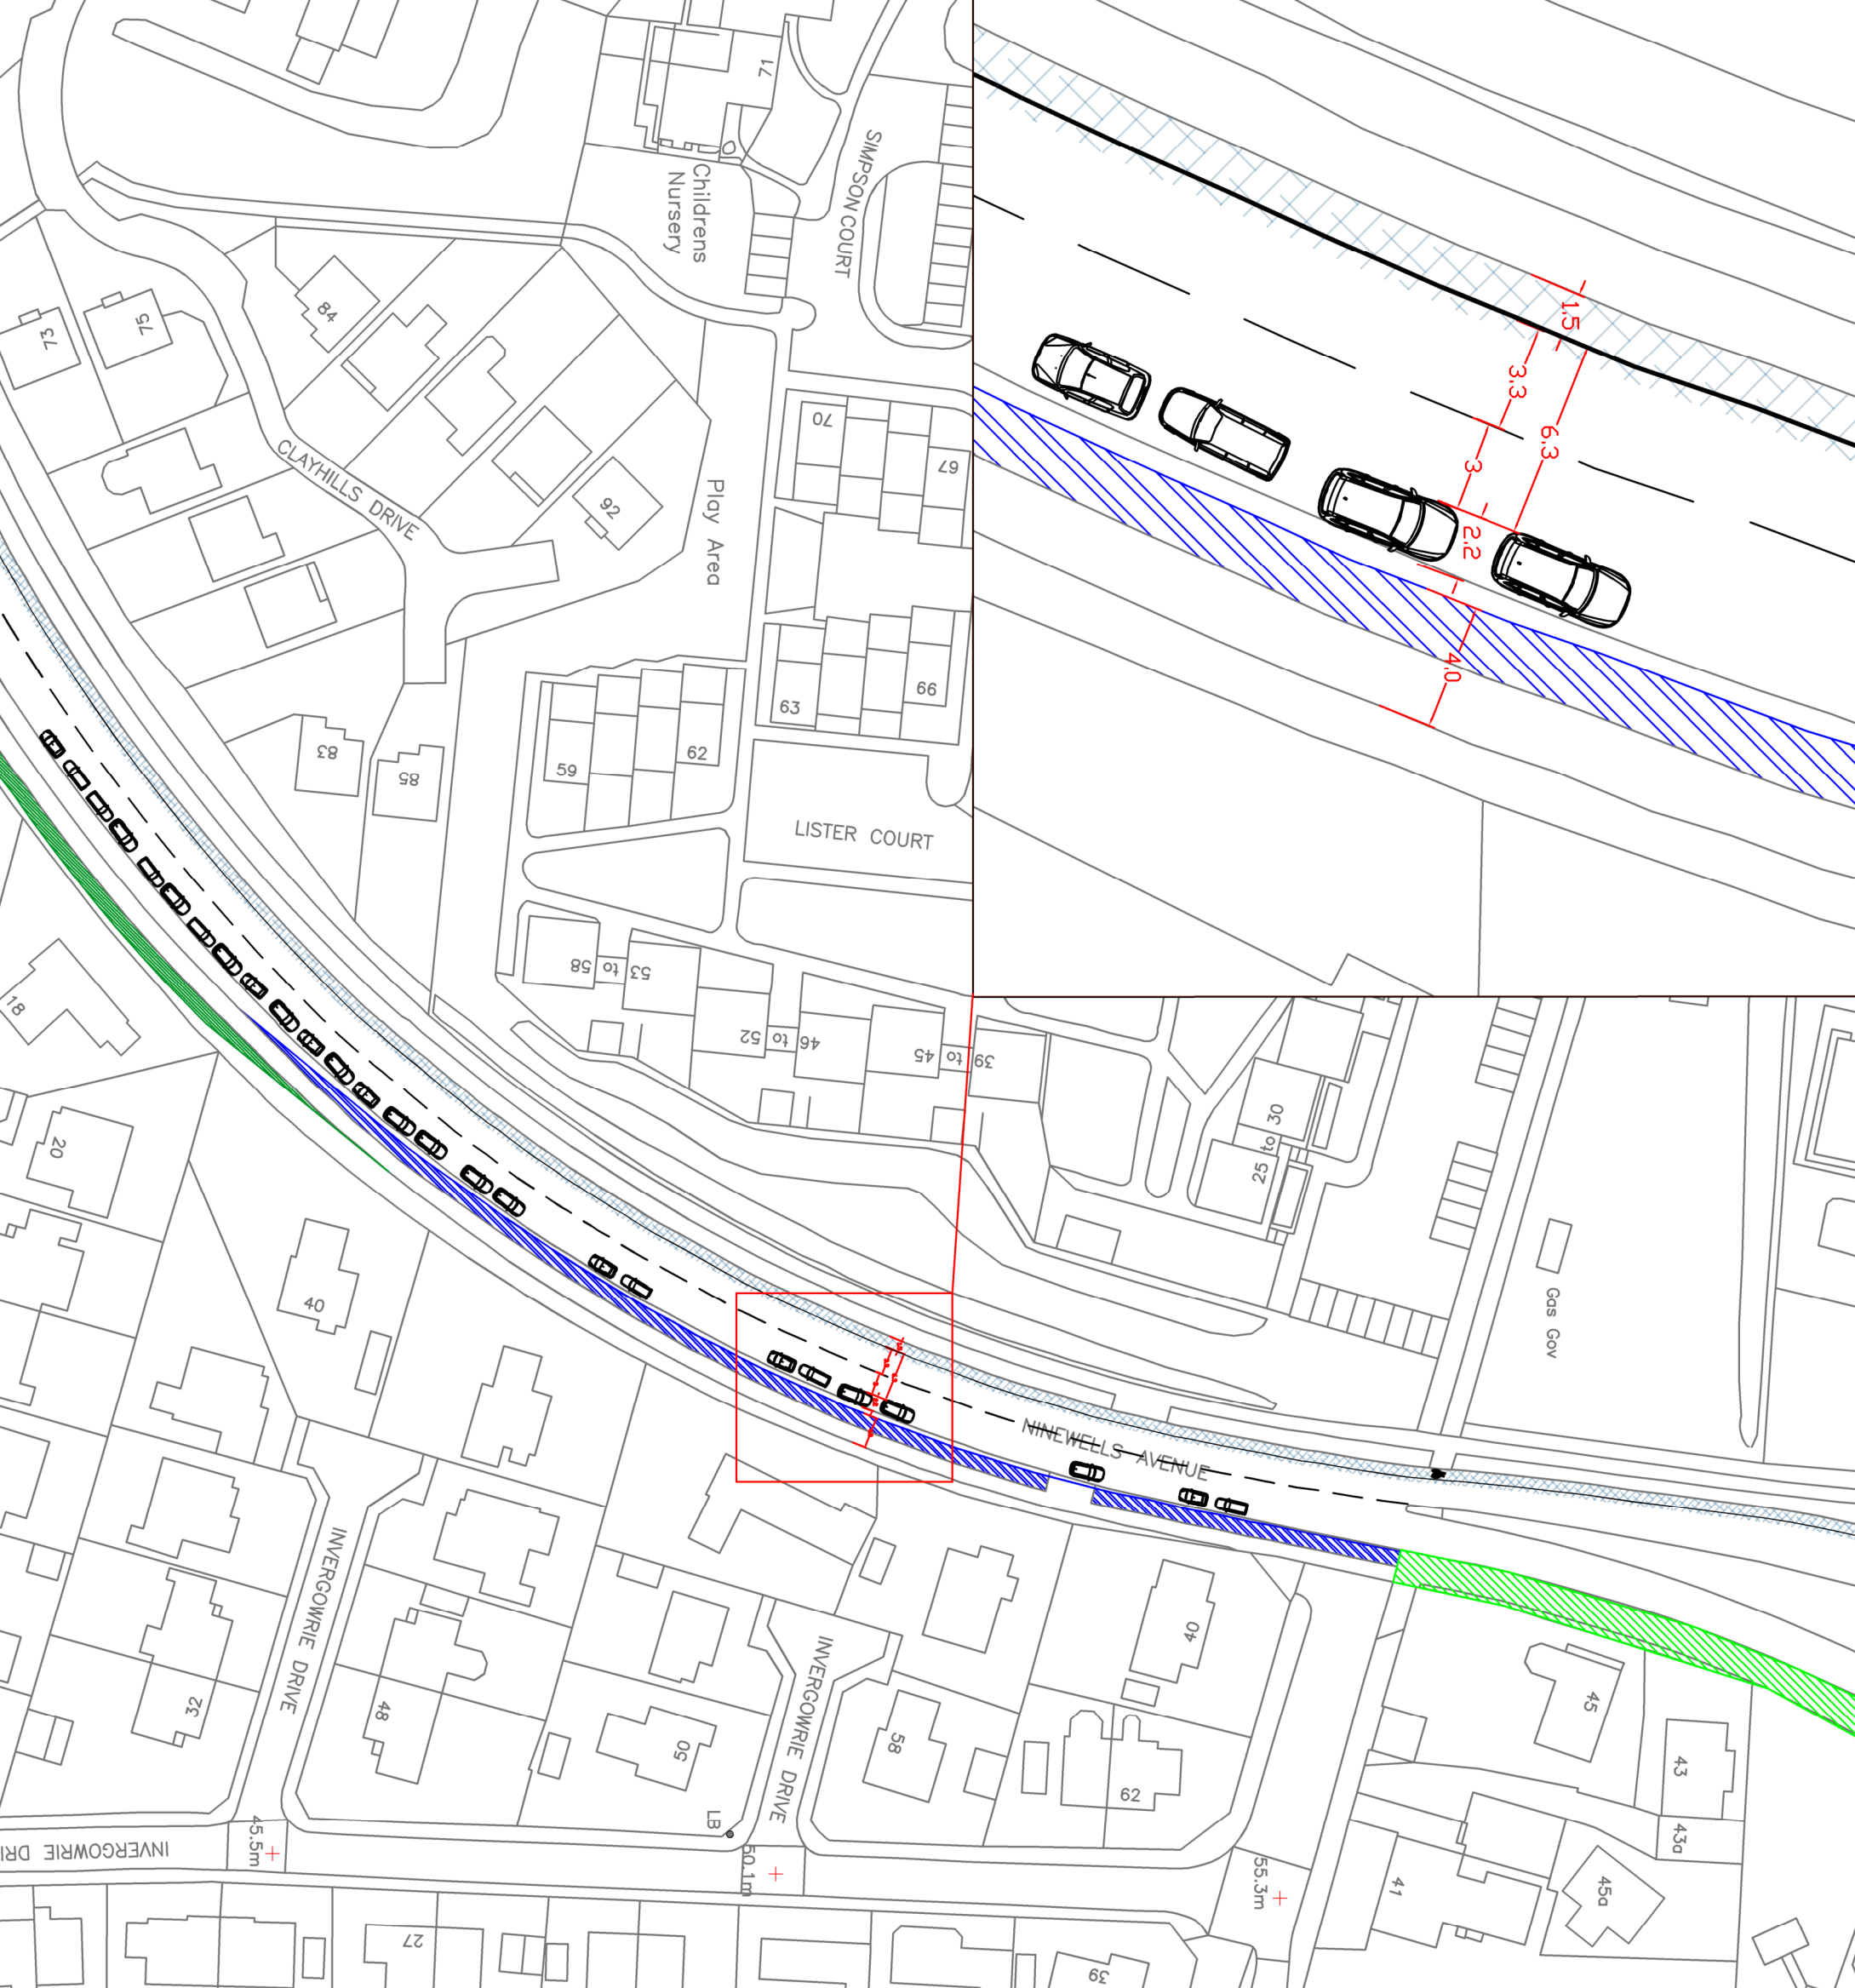 71
SIMPSON COURT
Childrens
Nursery
1.5
3.3
6.3
3
2.2
4.0
84
75
73
70
67
CLAYHILLS DRIVE
92
Play Area
66
63
62
59
83
85
LISTER COURT
58 to 53
52 to 46
45 to 39
25 to 30
18
20
40
Gas Gov
NINEWELLS AVENUE
INVERGOWRIE DRIVE
INVERGOWRIE DRIVE
32
48
50
58
62
40
45
43
43a
45a
41
LB
45.5m
50.1m
55.3m
INVERGOWRIE DRI
27
39